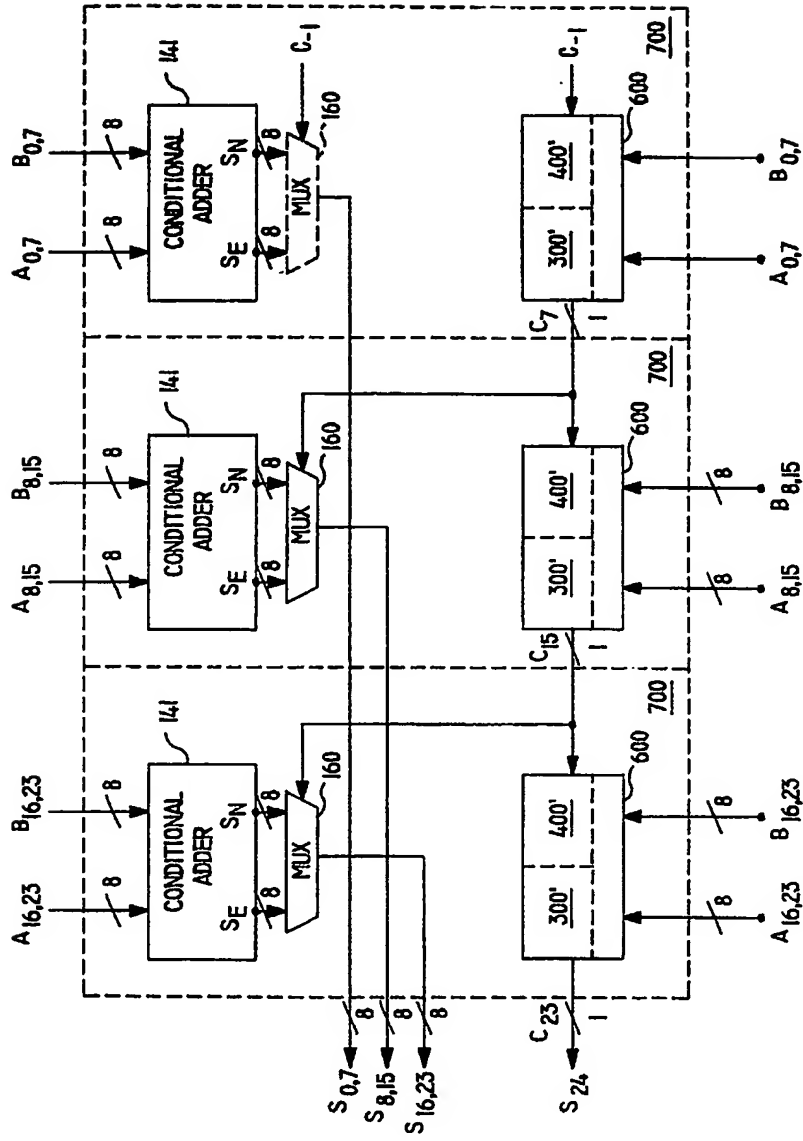 A16,23 B16,23 A8,15 B8,15 A0,7 B0,7
8 8 8 8 8 8
141 141 141
CONDITIONAL ADDER CONDITIONAL ADDER CONDITIONAL ADDER
SE SN SE SN SE SN
8 8 8 8 8 8
MUX MUX MUX C-1
160 160 160
S0,7 8
S8,15 8
S16,23 8
S24 C23 1 300' 400' C15 1 300' 400' C7 1 300' 400' C-1
600 600 600
700 700 700
8 8 8 8
A16,23 B16,23 A8,15 B8,15 A0,7 B0,7